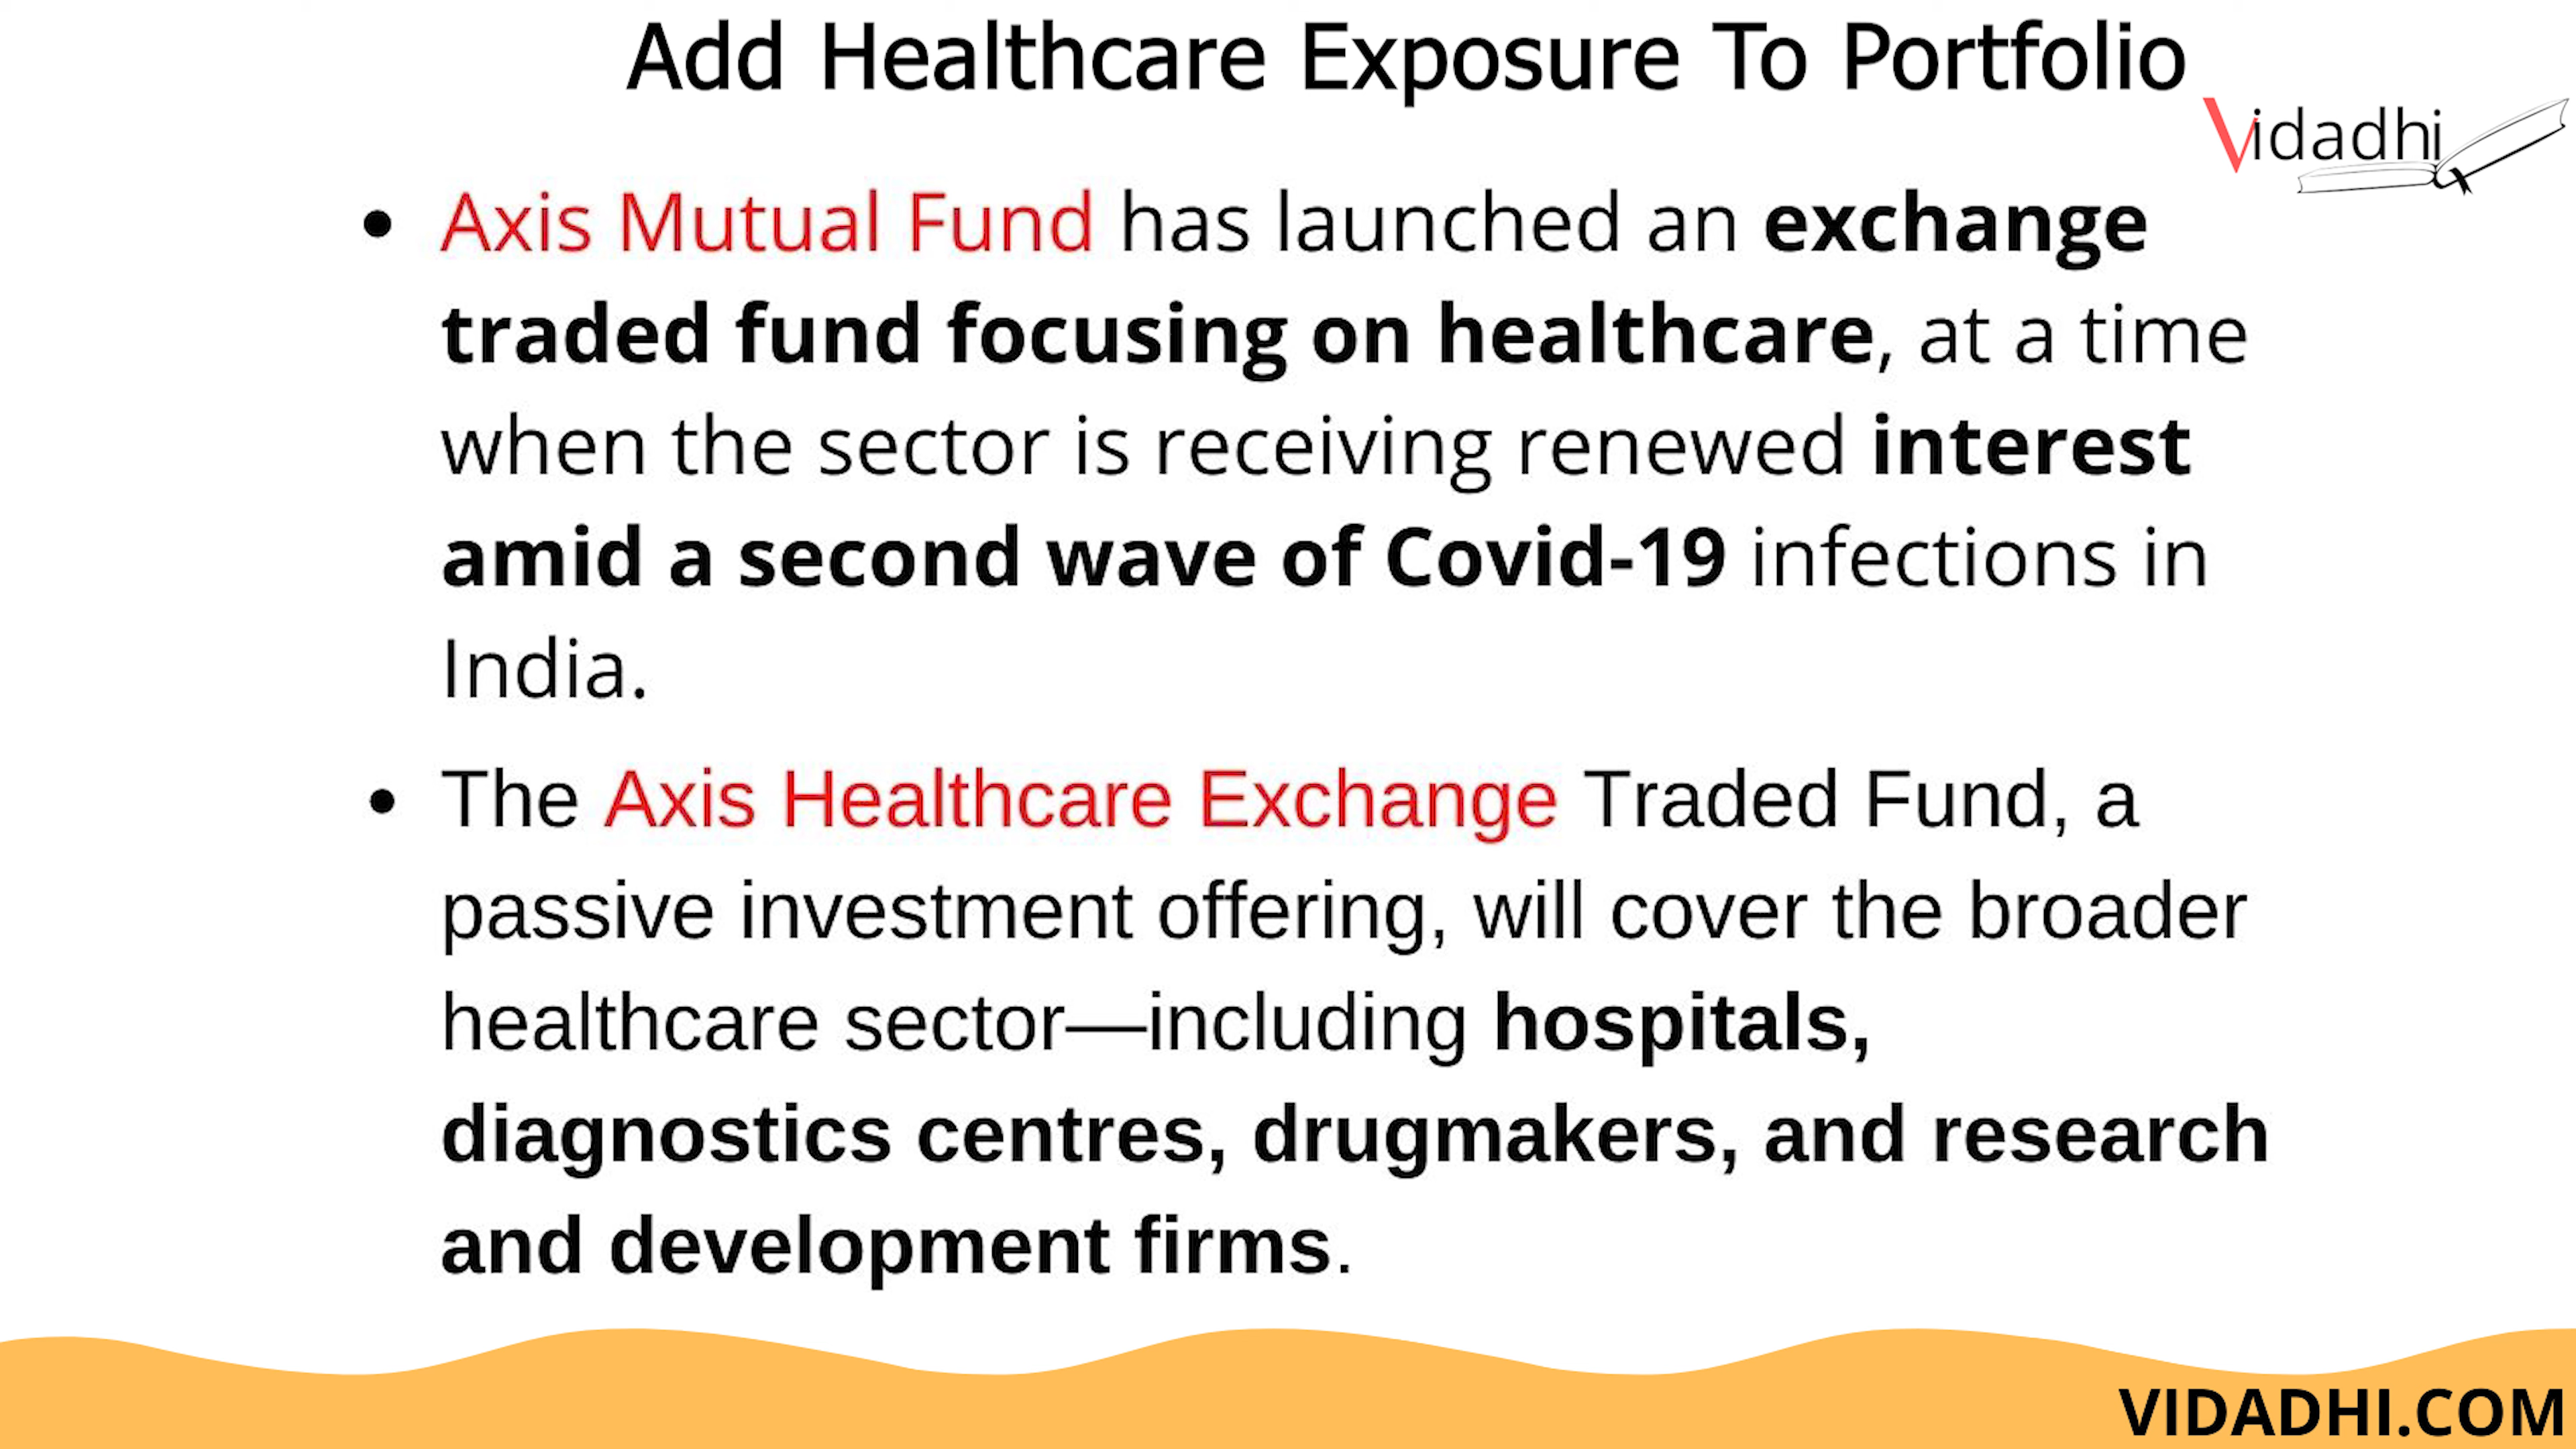 Add Healthcare Exposure To Portfolio
Vidadhi
• Axis Mutual Fund has launched an exchange
traded fund focusing on healthcare, at a time
when the sector is receiving renewed interest
amid a second wave of Covid-19 infections in
India.
• The Axis Healthcare Exchange Traded Fund, a
passive investment offering, will cover the broader
healthcare sector—including hospitals,
diagnostics centres, drugmakers, and research
and development firms.
VIDADHI.COM